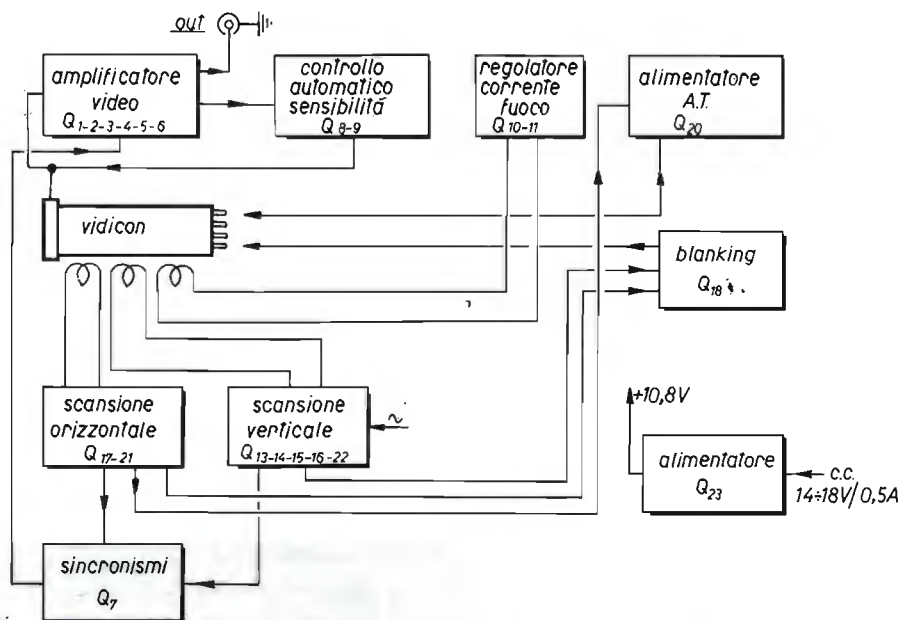 out
amplificatore
video
Q1-2-3-4-5-6
controllo
automatico
sensibilità
Q8-9
regolatore
corrente
fuoco
Q10-11
alimentatore
A.T.
Q20
vidicon
blanking
Q18
scansione
orizzontale
Q17-21
scansione
verticale
Q13-14-15-16-22
~
+10,8V
alimentatore
Q23
c.c.
14÷18V/0,5A
sincronismi
Q7